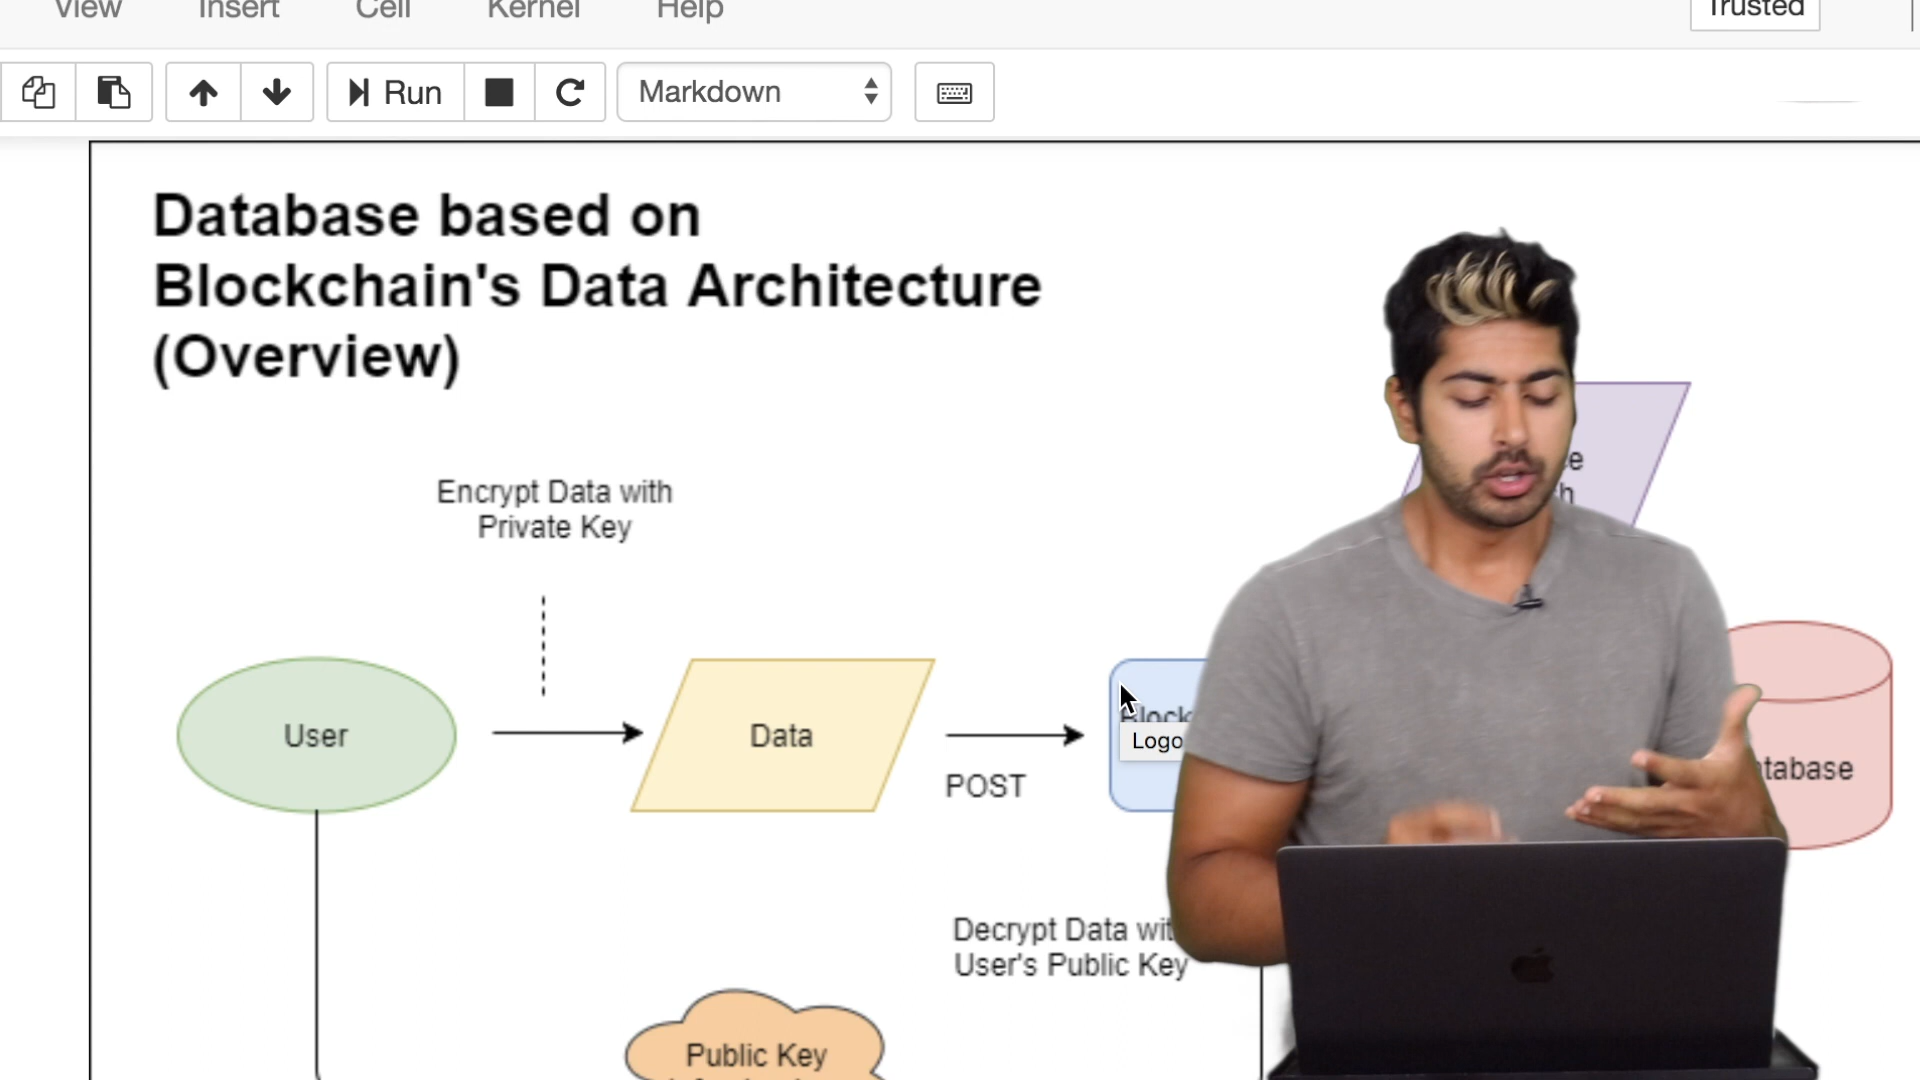 View Insert Cell Kernel Help Trusted
Run Markdown
Database based on
Blockchain's Data Architecture
(Overview)
Encrypt Data with
Private Key
User
Data
POST
Logo
Decrypt Data
User's Public Key
Public Key